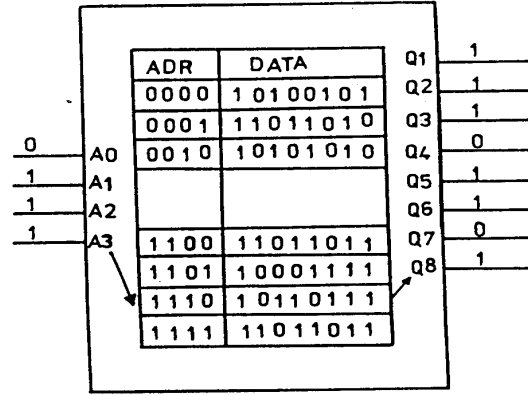 ADR DATA
0000 10100101
0001 11011010
0010 10101010
1100 11011011
1101 10001111
1110 10110111
1111 11011011
0 A0
1 A1
1 A2
1 A3
Q1 1
Q2 1
Q3 1
Q4 0
Q5 1
Q6 1
Q7 0
Q8 1